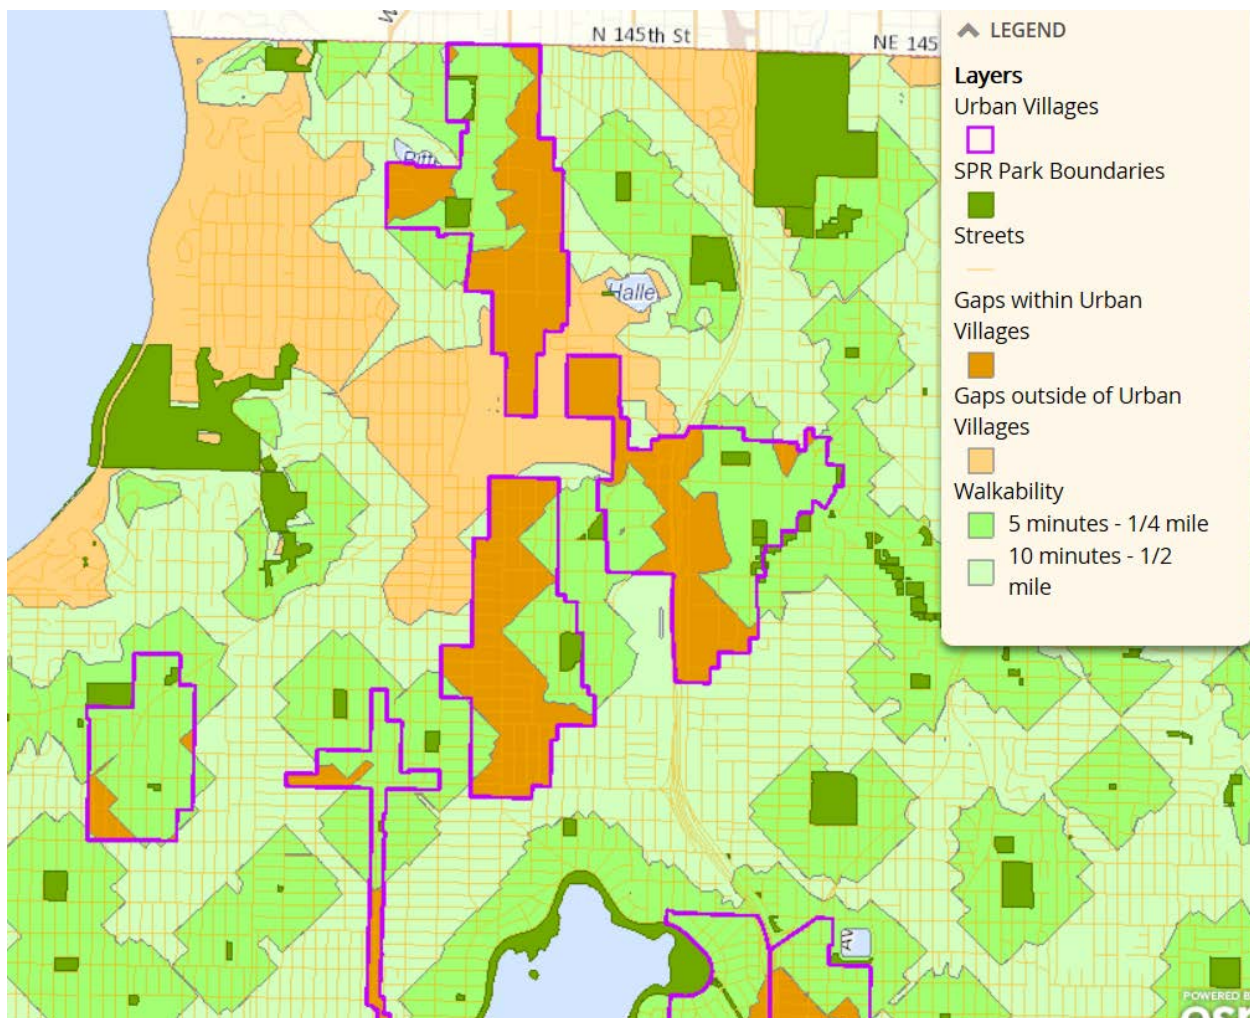 N 145th St
NE 145
Halle
AV
LEGEND
Layers
Urban Villages
SPR Park Boundaries
Streets
Gaps within Urban
Villages
Gaps outside of Urban
Villages
Walkability
5 minutes - 1/4 mile
10 minutes - 1/2
mile
POWERED B